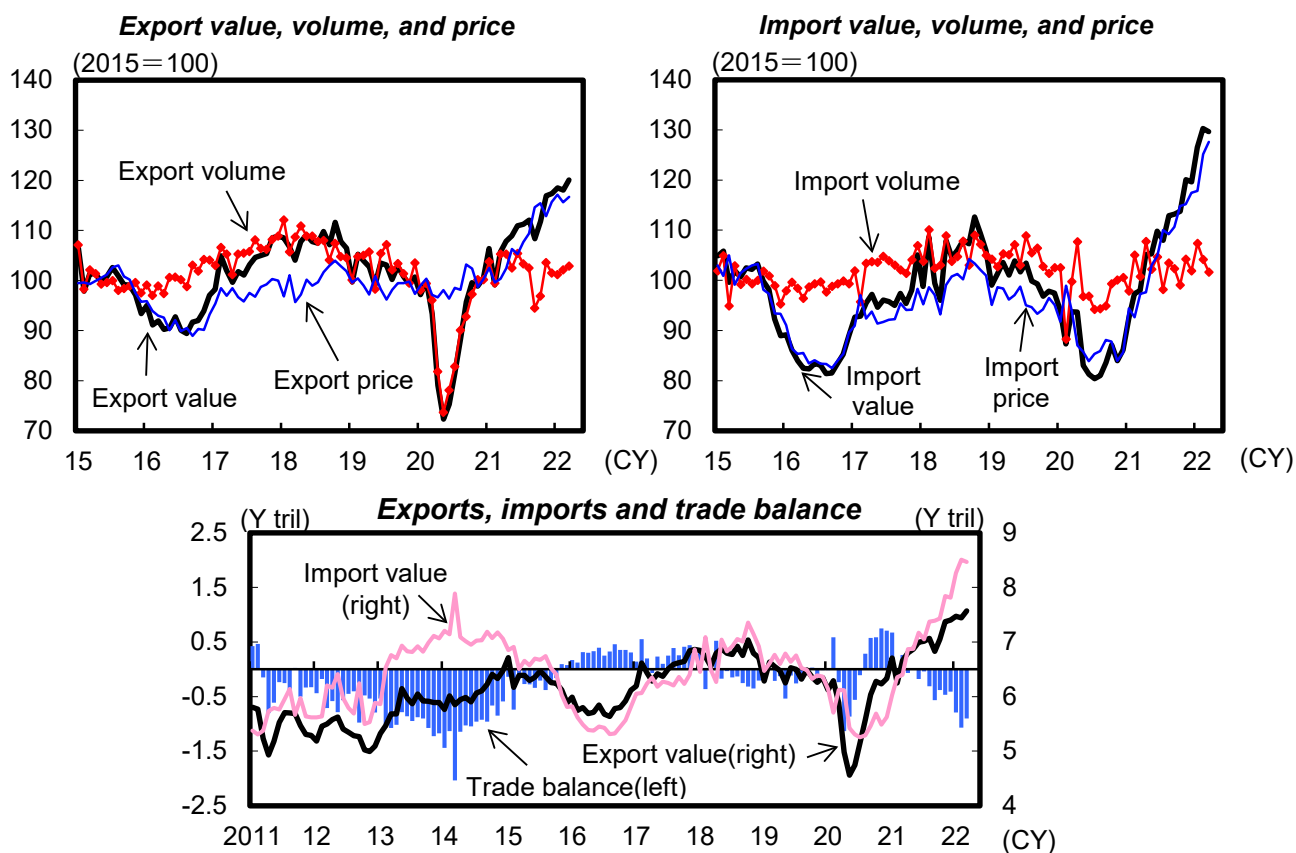 Export value, volume, and price
(2015＝100)
140
130
120
110
100
90
80
70
Export volume
Export price
Export value
15 16 17 18 19 20 21 22 (CY)
Import value, volume, and price
(2015＝100)
140
130
120
110
100
90
80
70
Import volume
Import
value
Import
price
15 16 17 18 19 20 21 22 (CY)
Exports, imports and trade balance
(Y tril)
(Y tril)
2.5
1.5
0.5
-0.5
-1.5
-2.5
Import value
(right)
Export value(right)
Trade balance(left)
9
8
7
6
5
4
2011 12 13 14 15 16 17 18 19 20 21 22 (CY)